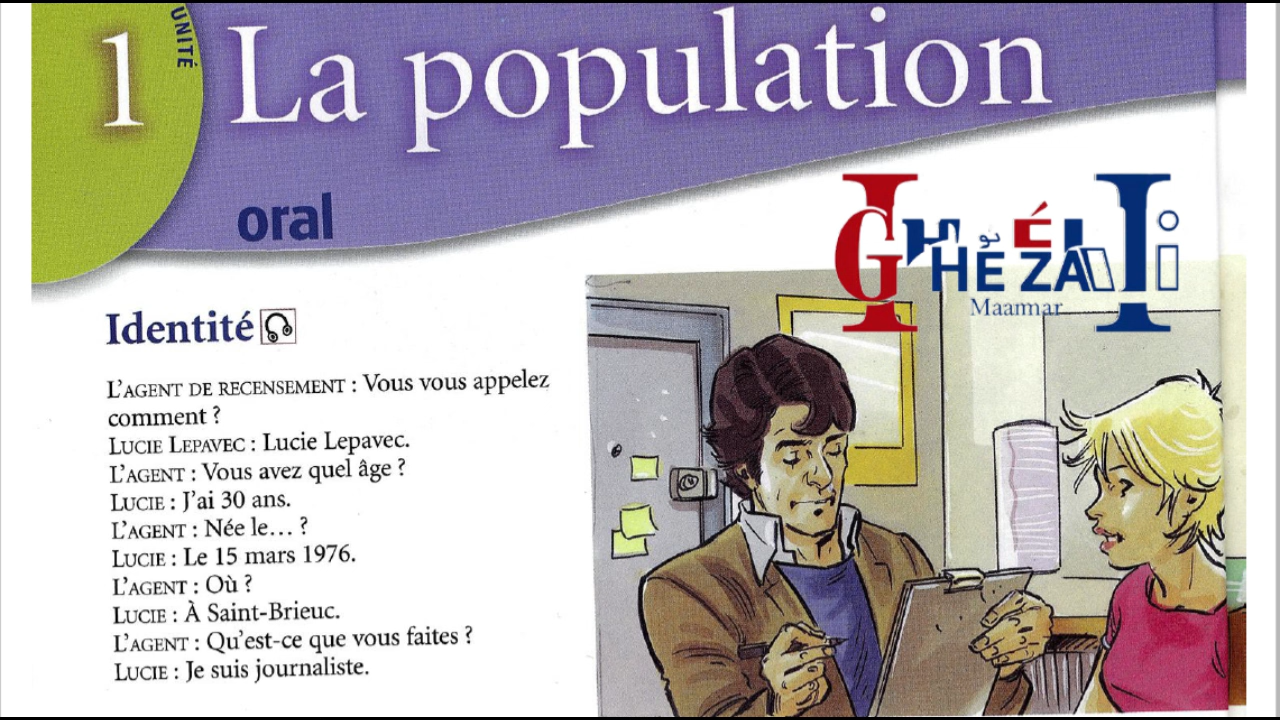 1
UNITÉ
La population
oral
GHÉZALI
Maamar
Identité
L'AGENT DE RECENSEMENT : Vous vous appelez
comment ?
LUCIE LEPAVEC : Lucie Lepavec.
L'AGENT : Vous avez quel âge ?
LUCIE : J'ai 30 ans.
L'AGENT : Née le... ?
LUCIE : Le 15 mars 1976.
L'AGENT : Où ?
LUCIE : À Saint-Brieuc.
L'AGENT : Qu'est-ce que vous faites ?
LUCIE : Je suis journaliste.